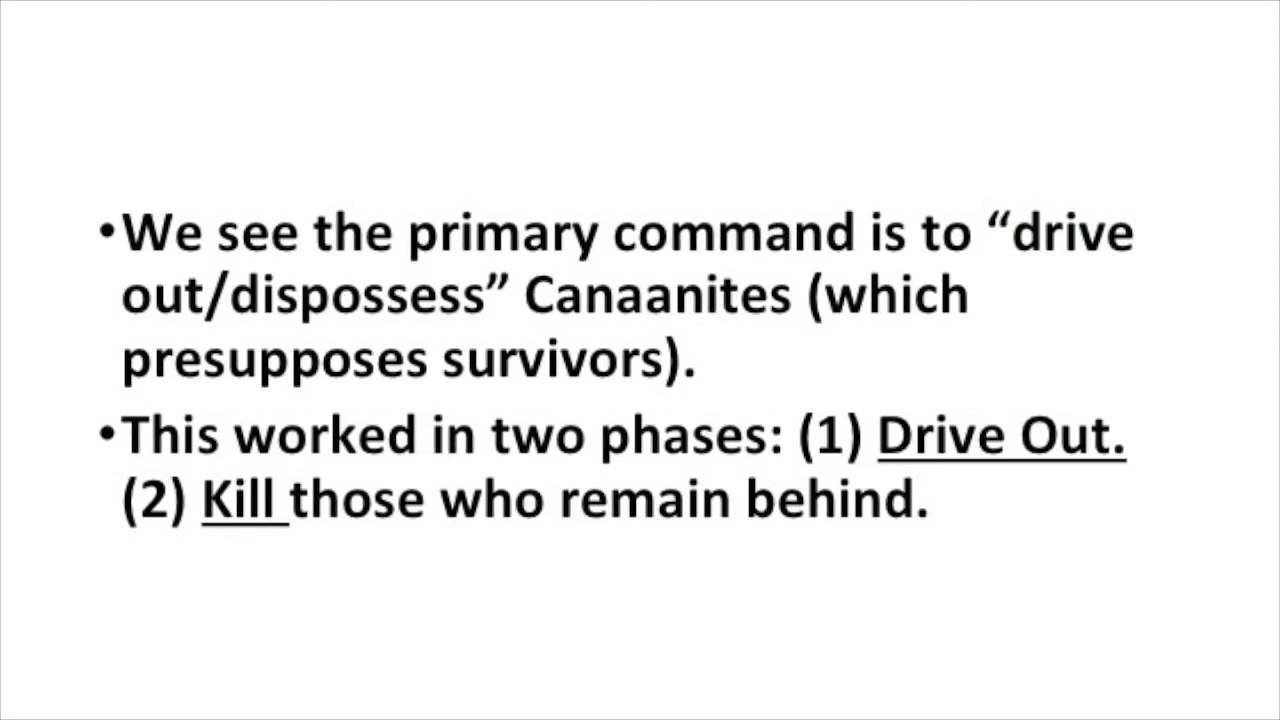 •We see the primary command is to “drive
out/dispossess” Canaanites (which
presupposes survivors).
•This worked in two phases: (1) Drive Out.
(2) Kill those who remain behind.